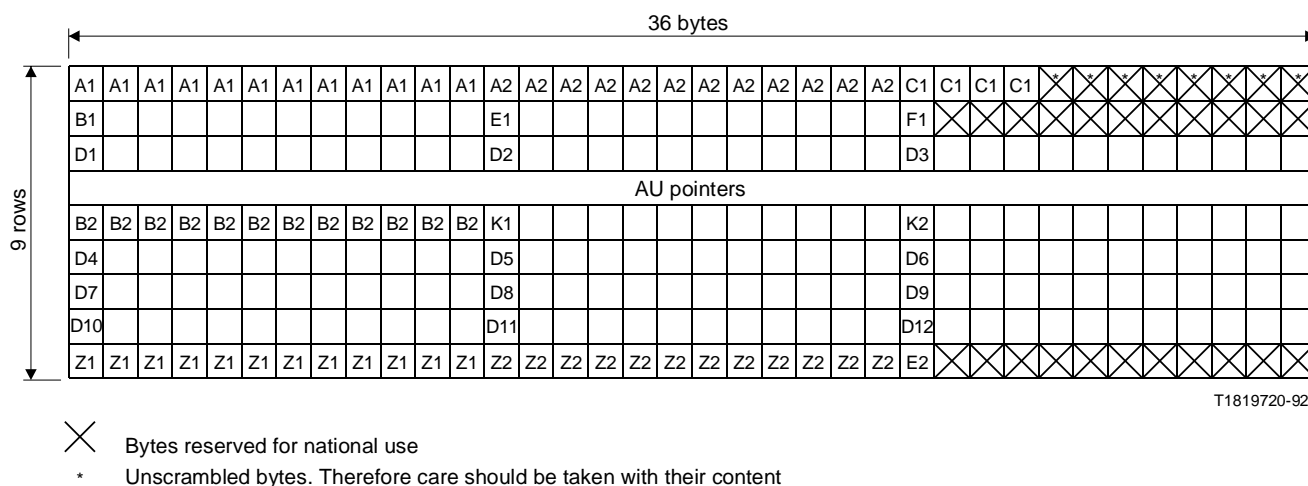 36 bytes
A1 A1 A1 A1 A1 A1 A1 A1 A1 A1 A1 A1 A2 A2 A2 A2 A2 A2 A2 A2 A2 A2 A2 A2 C1 C1 C1 C1 * * * * * * * *
B1 E1 F1
D1 D2 D3
AU pointers
9 rows
B2 B2 B2 B2 B2 B2 B2 B2 B2 B2 B2 B2 K1 K2
D4 D5 D6
D7 D8 D9
D10 D11 D12
Z1 Z1 Z1 Z1 Z1 Z1 Z1 Z1 Z1 Z1 Z1 Z1 Z2 Z2 Z2 Z2 Z2 Z2 Z2 Z2 Z2 Z2 Z2 Z2 E2
T1819720-92
Bytes reserved for national use
* Unscrambled bytes. Therefore care should be taken with their content